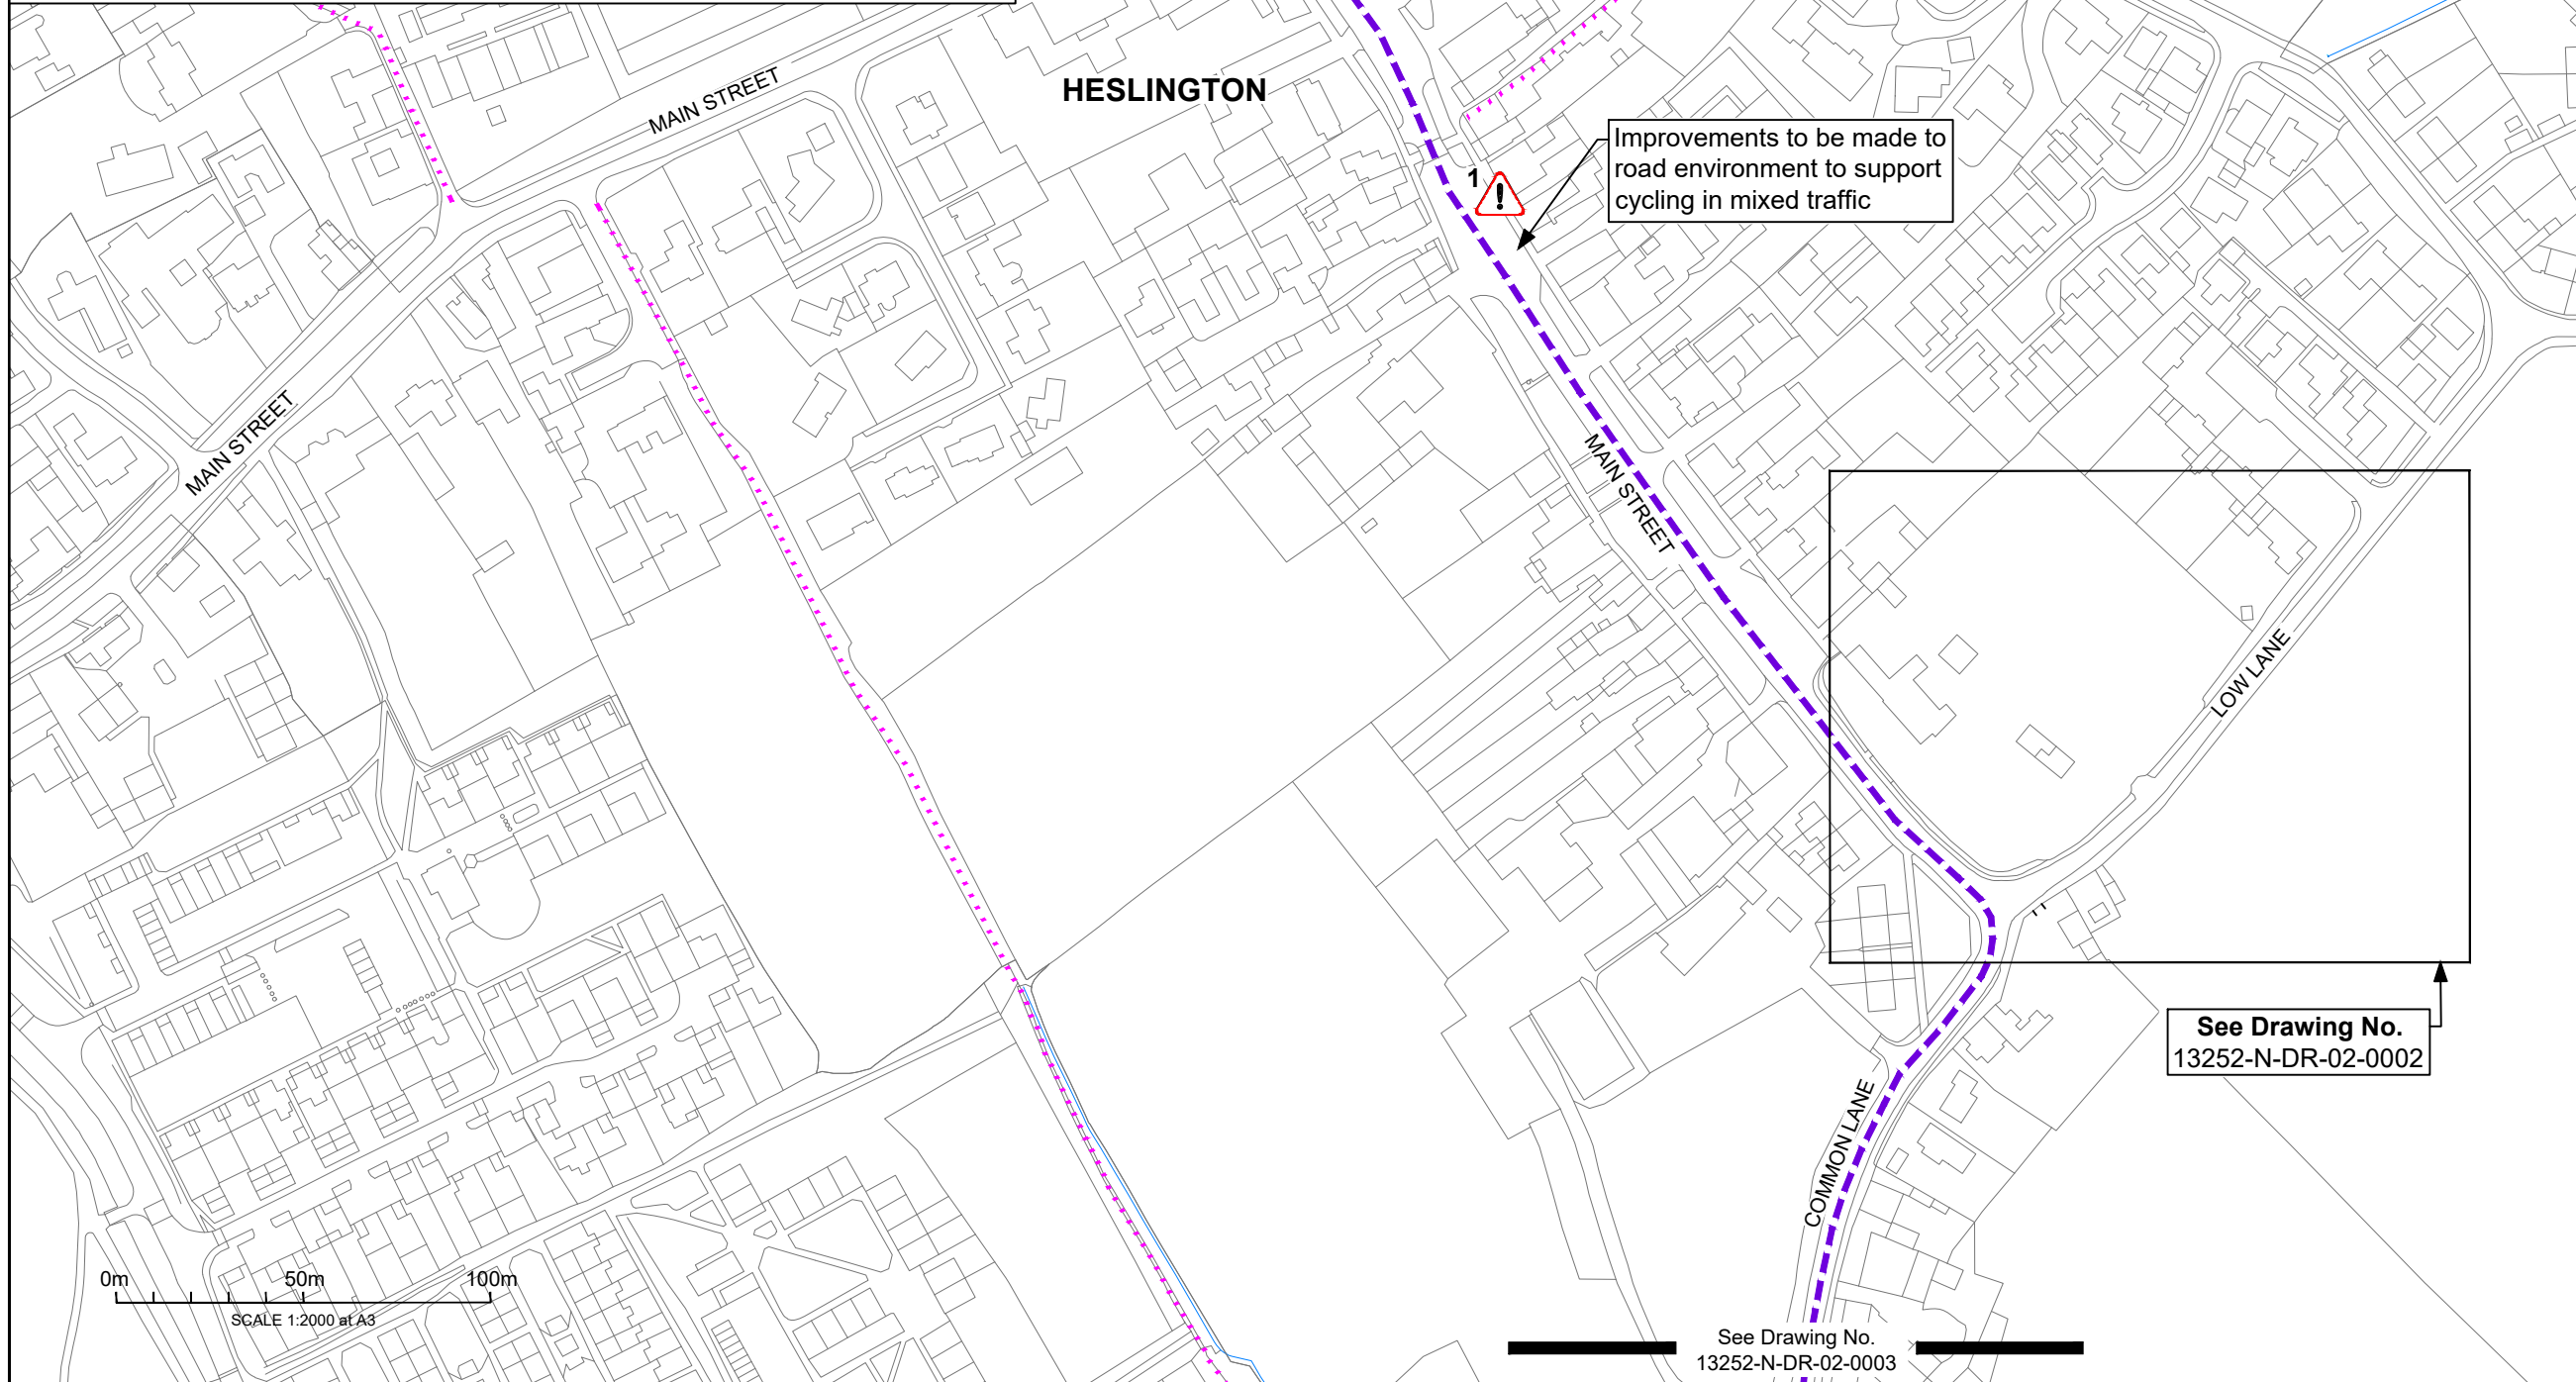 MAIN STREET
HESLINGTON
Improvements to be made to
road environment to support
cycling in mixed traffic
1
MAIN STREET
MAIN STREET
LOW LANE
See Drawing No.
13252-N-DR-02-0002
COMMON LANE
0m 50m 100m
SCALE 1:2000 at A3
See Drawing No.
13252-N-DR-02-0003